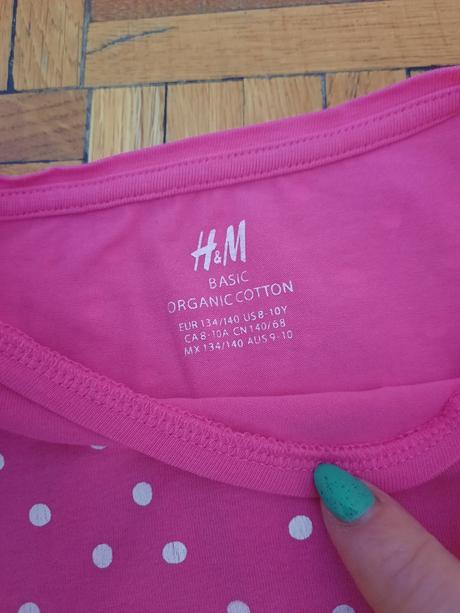 H&M
BASIC
ORGANIC COTTON
EUR 134/140 US 8-10Y
CA 8-10A CN 140/68
MX 134/140 AUS 9-10